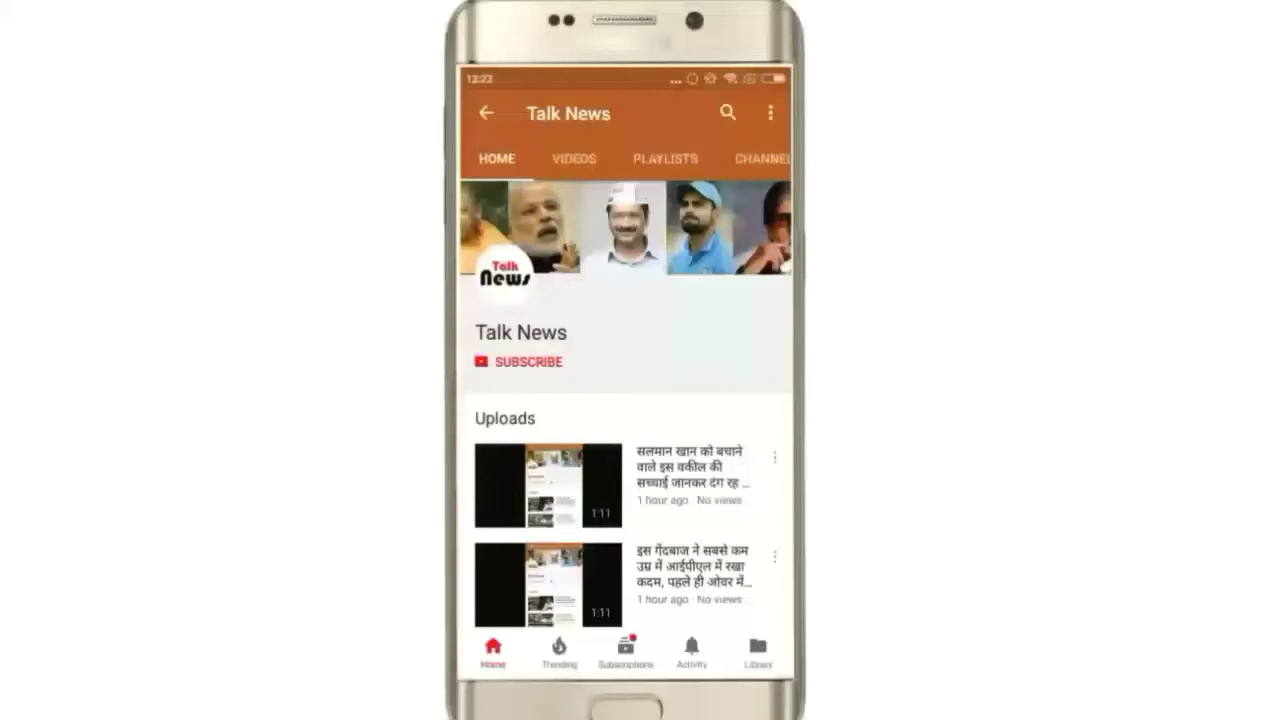 12:23
Talk News
HOME VIDEOS PLAYLISTS CHANNEL
Talk
News
Talk News
SUBSCRIBE
Uploads
सलमान खान को बचाने
वाले इस वकील की
सच्चाई जानकर दंग रह ...
1 hour ago · No views
1:11
इस गेंदबाज ने सबसे कम
उम्र में आईपीएल में रखा
कदम, पहले ही ओवर में...
1 hour ago · No views
1:11
Home Trending Subscriptions Activity Library